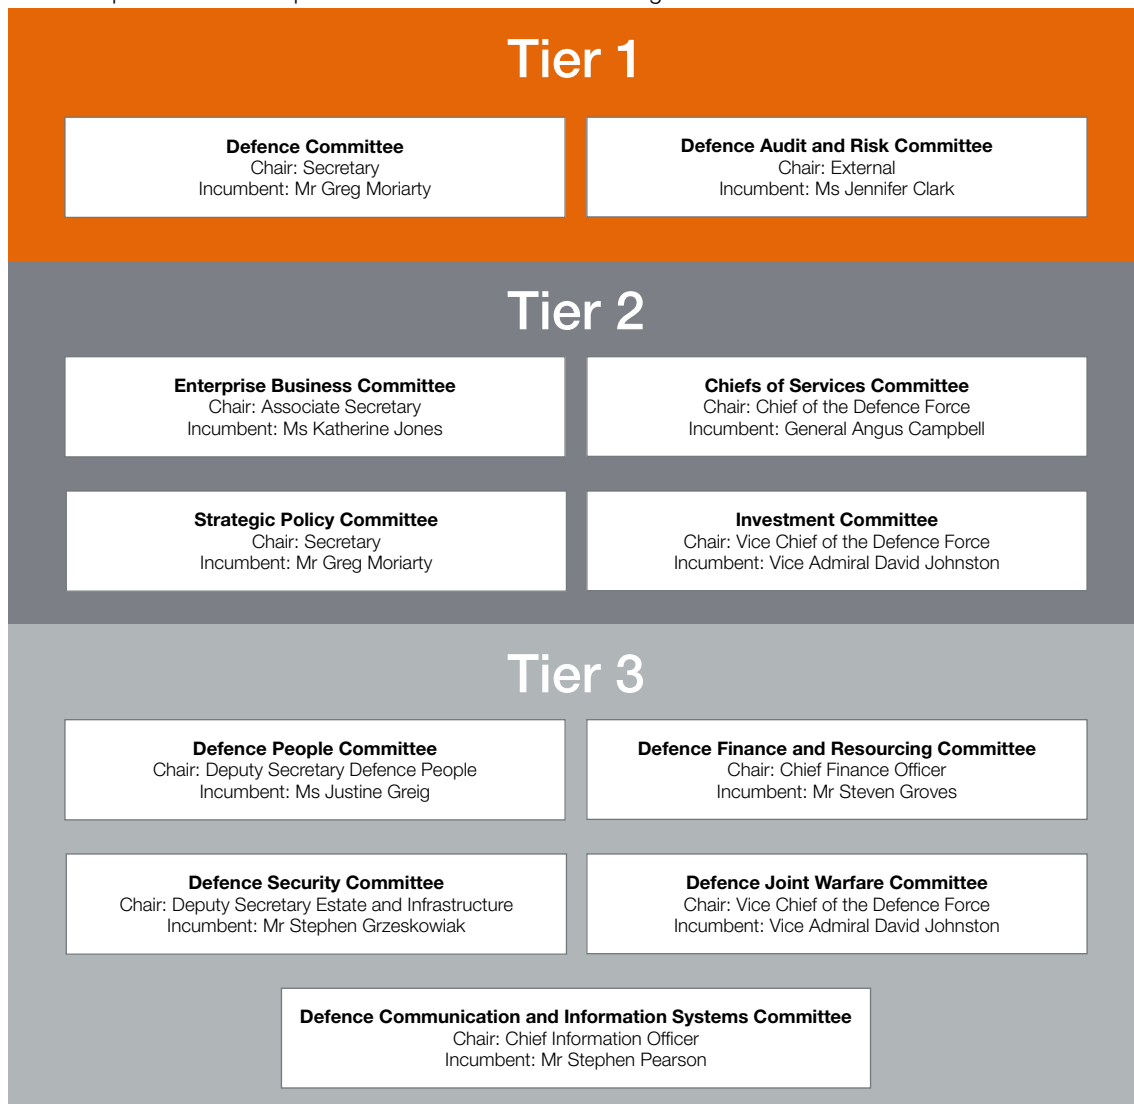 Tier 1
Defence Committee
Chair: Secretary
Incumbent: Mr Greg Moriarty
Defence Audit and Risk Committee
Chair: External
Incumbent: Ms Jennifer Clark
Tier 2
Enterprise Business Committee
Chair: Associate Secretary
Incumbent: Ms Katherine Jones
Chiefs of Services Committee
Chair: Chief of the Defence Force
Incumbent: General Angus Campbell
Strategic Policy Committee
Chair: Secretary
Incumbent: Mr Greg Moriarty
Investment Committee
Chair: Vice Chief of the Defence Force
Incumbent: Vice Admiral David Johnston
Tier 3
Defence People Committee
Chair: Deputy Secretary Defence People
Incumbent: Ms Justine Greig
Defence Finance and Resourcing Committee
Chair: Chief Finance Officer
Incumbent: Mr Steven Groves
Defence Security Committee
Chair: Deputy Secretary Estate and Infrastructure
Incumbent: Mr Stephen Grzeskowiak
Defence Joint Warfare Committee
Chair: Vice Chief of the Defence Force
Incumbent: Vice Admiral David Johnston
Defence Communication and Information Systems Committee
Chair: Chief Information Officer
Incumbent: Mr Stephen Pearson